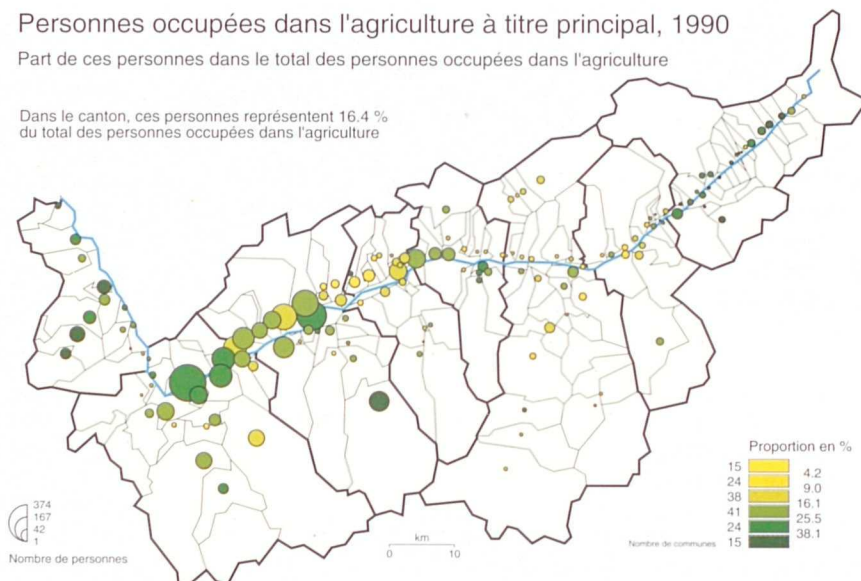 Personnes occupées dans l'agriculture à titre principal, 1990
Part de ces personnes dans le total des personnes occupées dans l'agriculture
Dans le canton, ces personnes représentent 16.4 %
du total des personnes occupées dans l'agriculture
374
167
42
1
Nombre de personnes
km
0 10
Proportion en %
15
4.2
24
9.0
38
16.1
41
25.5
24
38.1
15
Nombre de communes